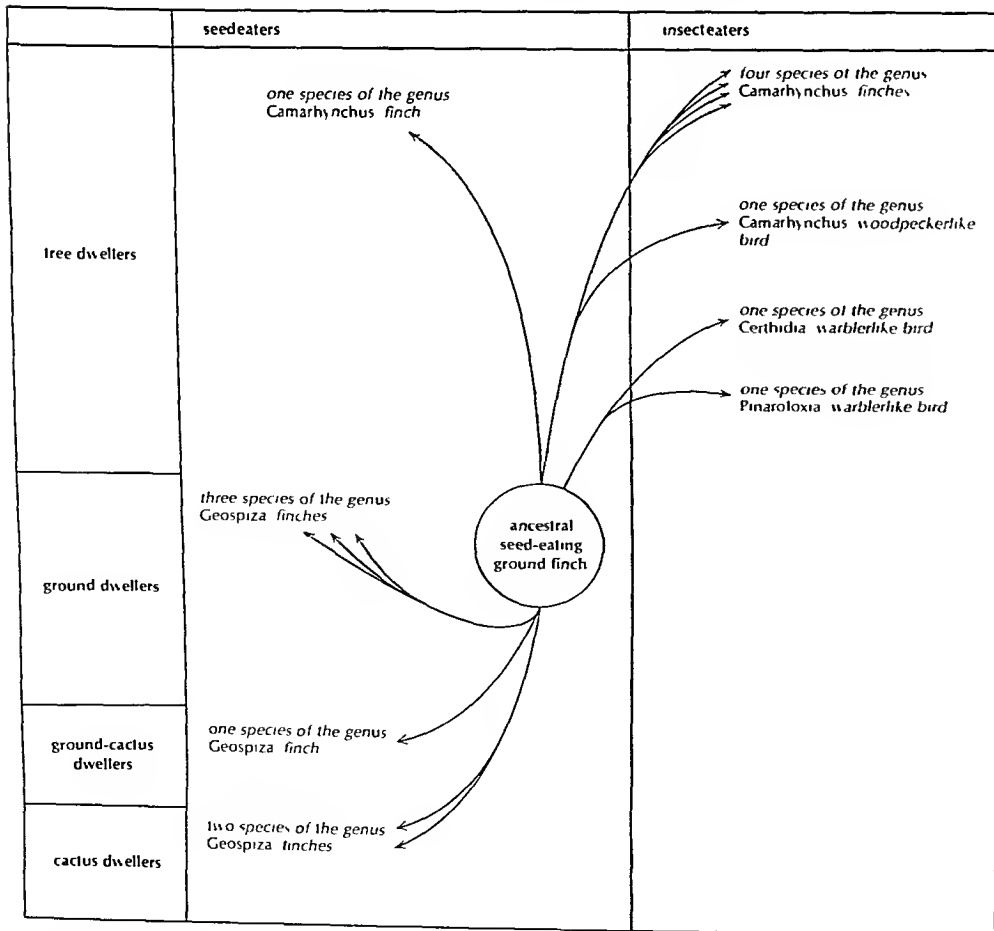 seedeaters
insecteaters
tree dwellers
one species of the genus
Camarhynchus finch
four species of the genus
Camarhynchus finches
one species of the genus
Camarhynchus woodpeckerlike
bird
one species of the genus
Certhidia warblerlike bird
one species of the genus
Pinaroloxia warblerlike bird
ground dwellers
three species of the genus
Geospiza finches
ancestral
seed-eating
ground finch
ground-cactus
dwellers
one species of the genus
Geospiza finch
cactus dwellers
two species of the genus
Geospiza finches